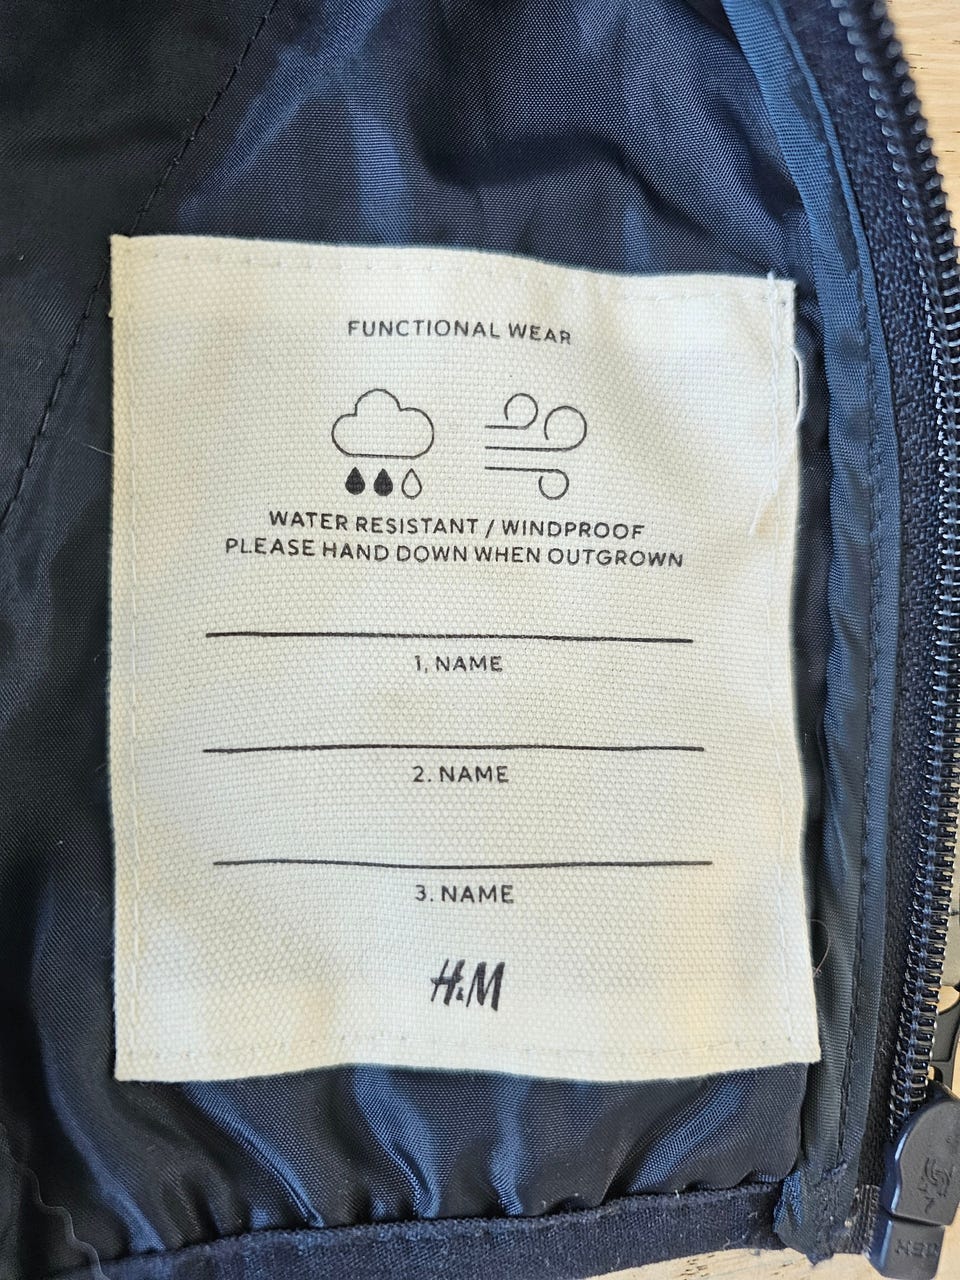 FUNCTIONAL WEAR
WATER RESISTANT / WINDPROOF
PLEASE HAND DOWN WHEN OUTGROWN
1. NAME
2. NAME
3. NAME
H&M